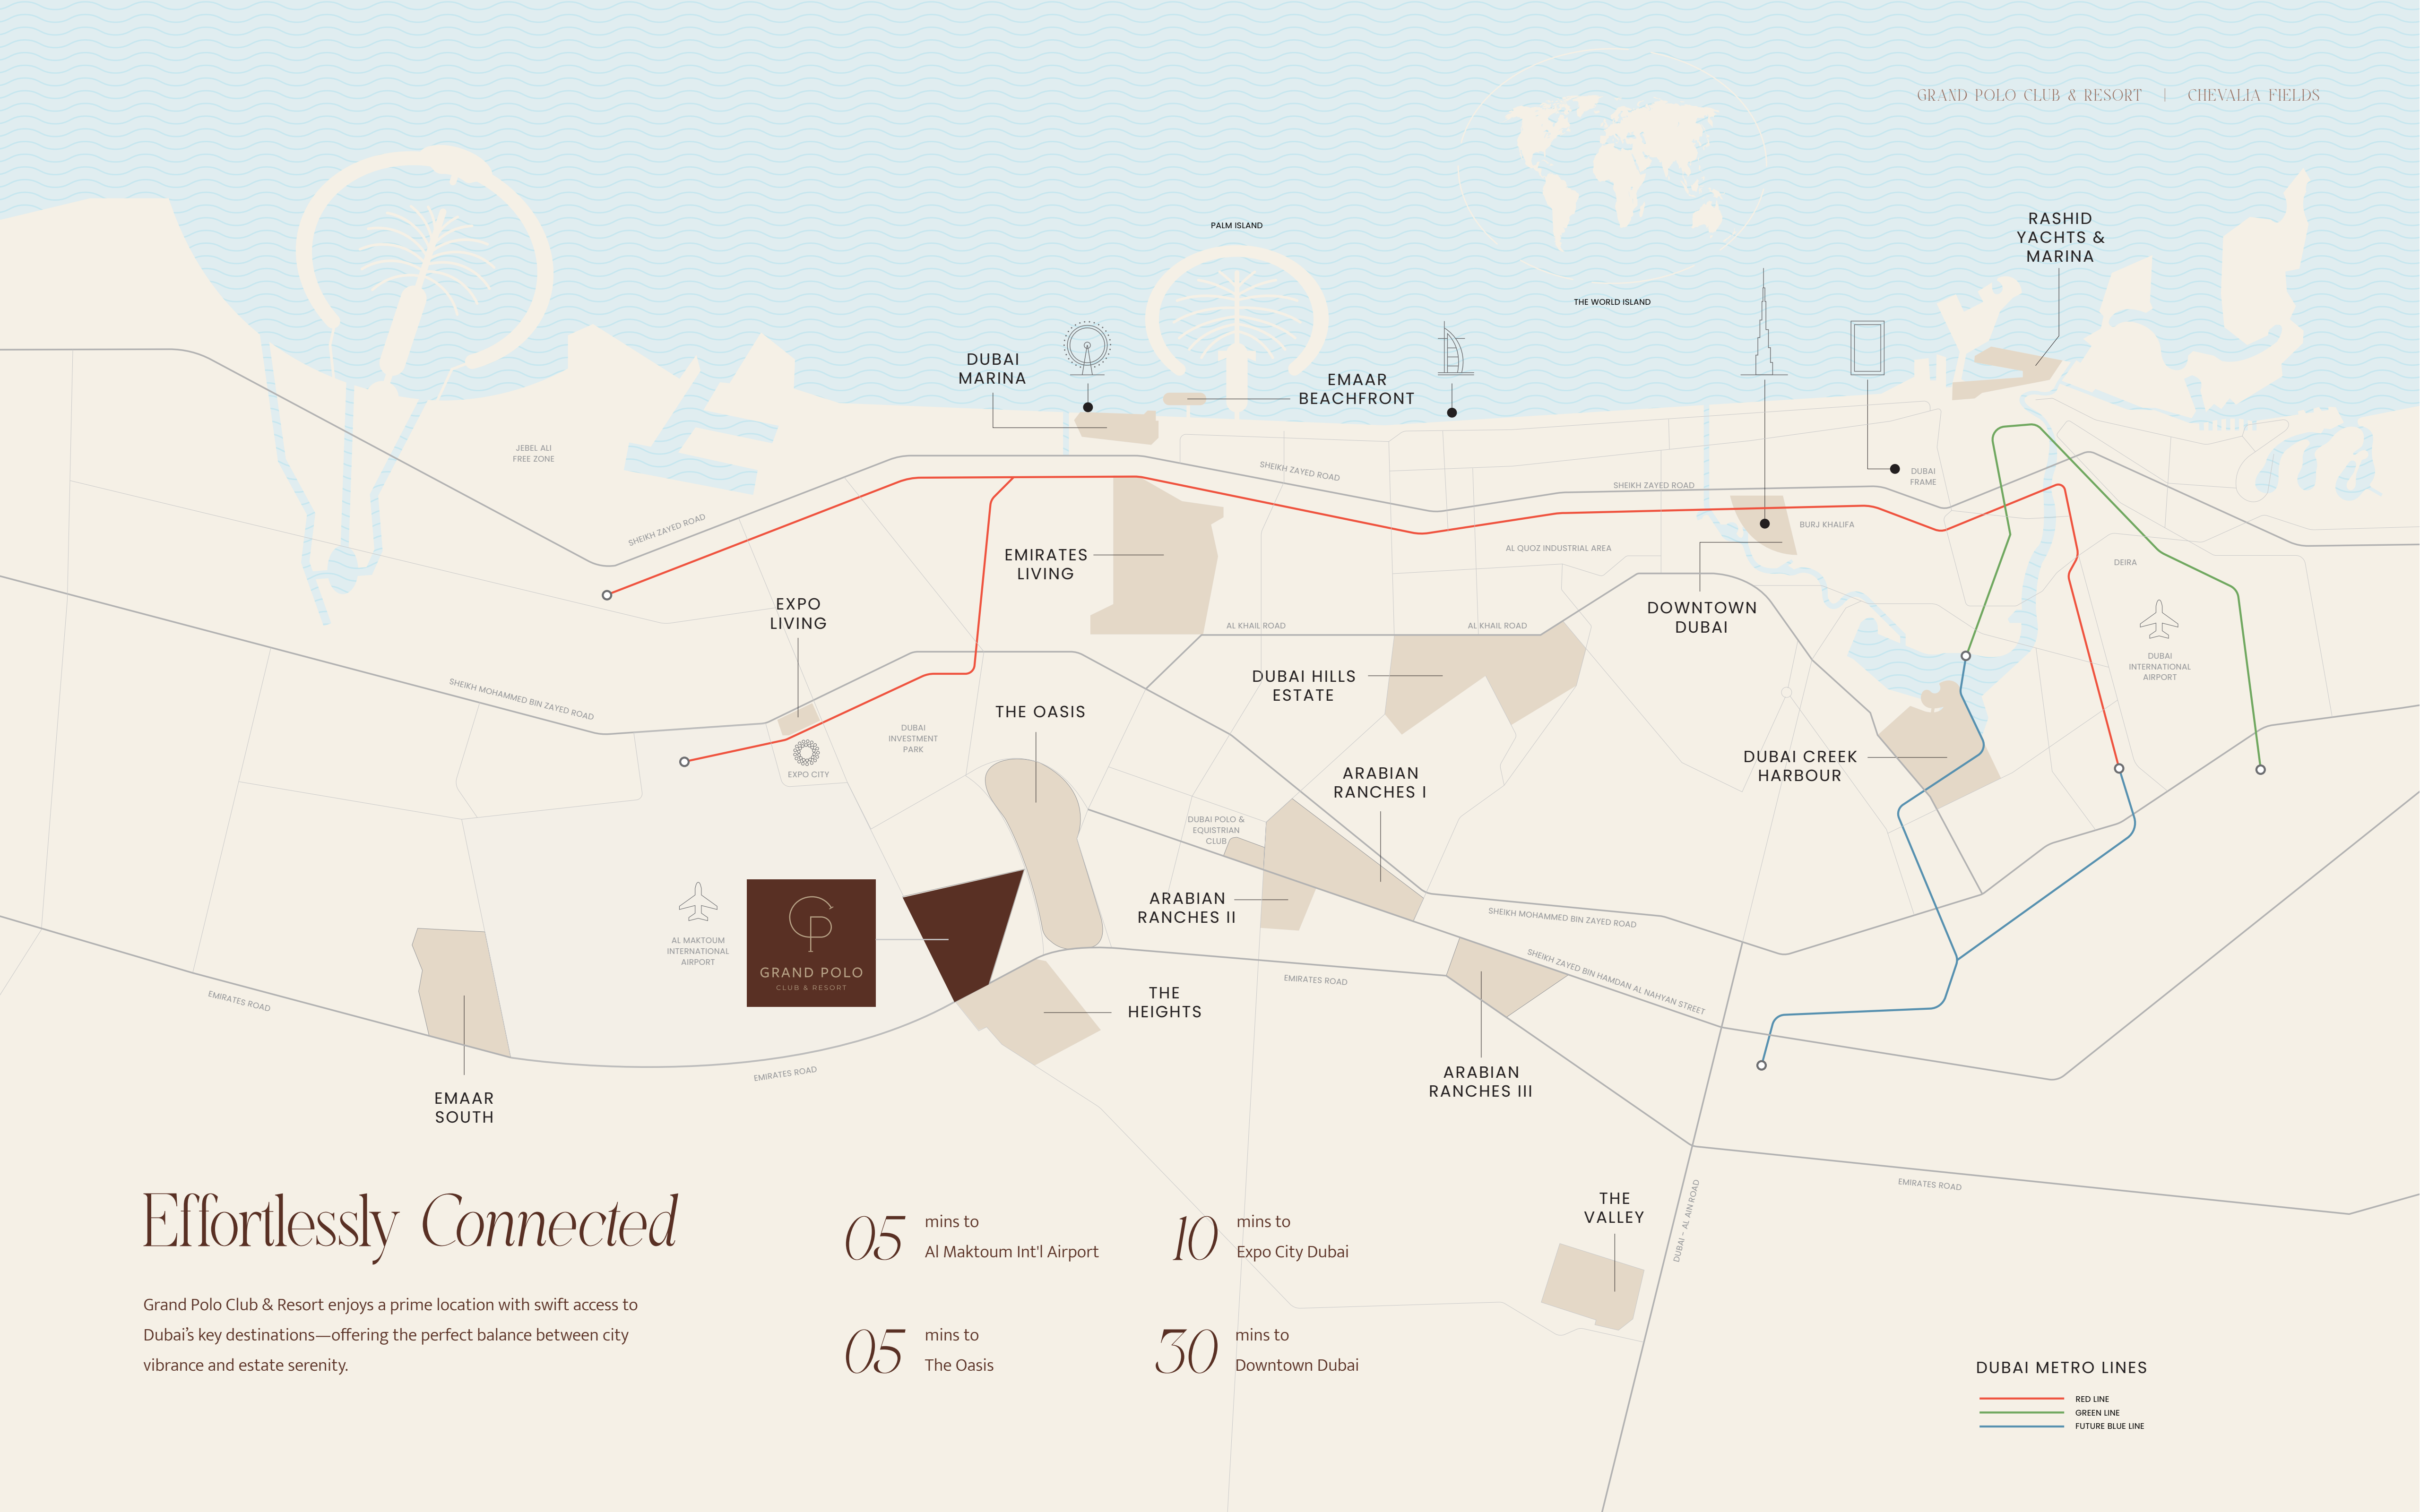 GRAND POLO CLUB & RESORT | CHEVALIA FIELDS
RASHID
YACHTS &
MARINA
PALM ISLAND
THE WORLD ISLAND
DUBAI
MARINA
EMAAR
BEACHFRONT
JEBEL ALI
FREE ZONE
SHEIKH ZAYED ROAD
SHEIKH ZAYED ROAD
SHEIKH ZAYED ROAD
DUBAI
FRAME
BURJ KHALIFA
AL QUOZ INDUSTRIAL AREA
DEIRA
EMIRATES
LIVING
EXPO
LIVING
DOWNTOWN
DUBAI
AL KHAIL ROAD
AL KHAIL ROAD
DUBAI
INTERNATIONAL
AIRPORT
DUBAI HILLS
ESTATE
SHEIKH MOHAMMED BIN ZAYED ROAD
THE OASIS
DUBAI
INVESTMENT
PARK
EXPO CITY
DUBAI CREEK
HARBOUR
ARABIAN
RANCHES I
DUBAI POLO &
EQUISTRIAN
CLUB
ARABIAN
RANCHES II
SHEIKH MOHAMMED BIN ZAYED ROAD
AL MAKTOUM
INTERNATIONAL
AIRPORT
GRAND POLO
CLUB & RESORT
SHEIKH ZAYED BIN HAMDAN AL NAHYAN STREET
EMIRATES ROAD
EMIRATES ROAD
THE
HEIGHTS
EMIRATES ROAD
ARABIAN
RANCHES III
EMAAR
SOUTH
EMIRATES ROAD
THE
VALLEY
DUBAI - AL AIN ROAD
Effortlessly Connected
Grand Polo Club & Resort enjoys a prime location with swift access to
Dubai's key destinations—offering the perfect balance between city
vibrance and estate serenity.
05 mins to
Al Maktoum Int'l Airport
10 mins to
Expo City Dubai
05 mins to
The Oasis
30 mins to
Downtown Dubai
DUBAI METRO LINES
RED LINE
GREEN LINE
FUTURE BLUE LINE